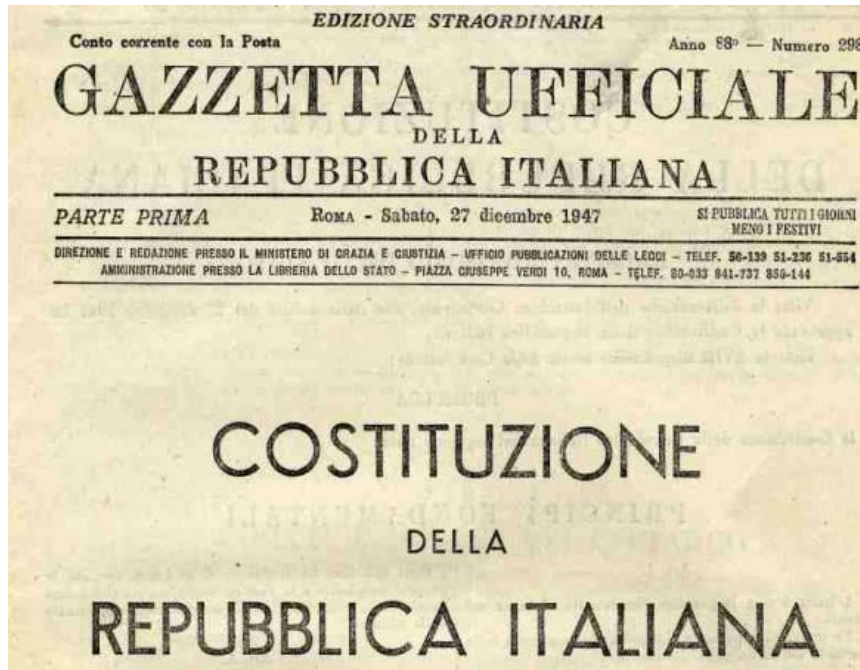 EDIZIONE STRAORDINARIA
Conto corrente con la Posta Anno 88° — Numero 298
GAZZETTA UFFICIALE
DELLA
REPUBBLICA ITALIANA
PARTE PRIMA ROMA - Sabato, 27 dicembre 1947 SI PUBBLICA TUTTI I GIORNI
MENO I FESTIVI
DIREZIONE E REDAZIONE PRESSO IL MINISTERO DI GRAZIA E GIUSTIZIA – UFFICIO PUBBLICAZIONI DELLE LEGGI – TELEF. 50-139 51-236 51-554
AMMINISTRAZIONE PRESSO LA LIBRERIA DELLO STATO – PIAZZA GIUSEPPE VERDI 10, ROMA – TELEF. 80-033 841-737 850-144
COSTITUZIONE
DELLA
REPUBBLICA ITALIANA